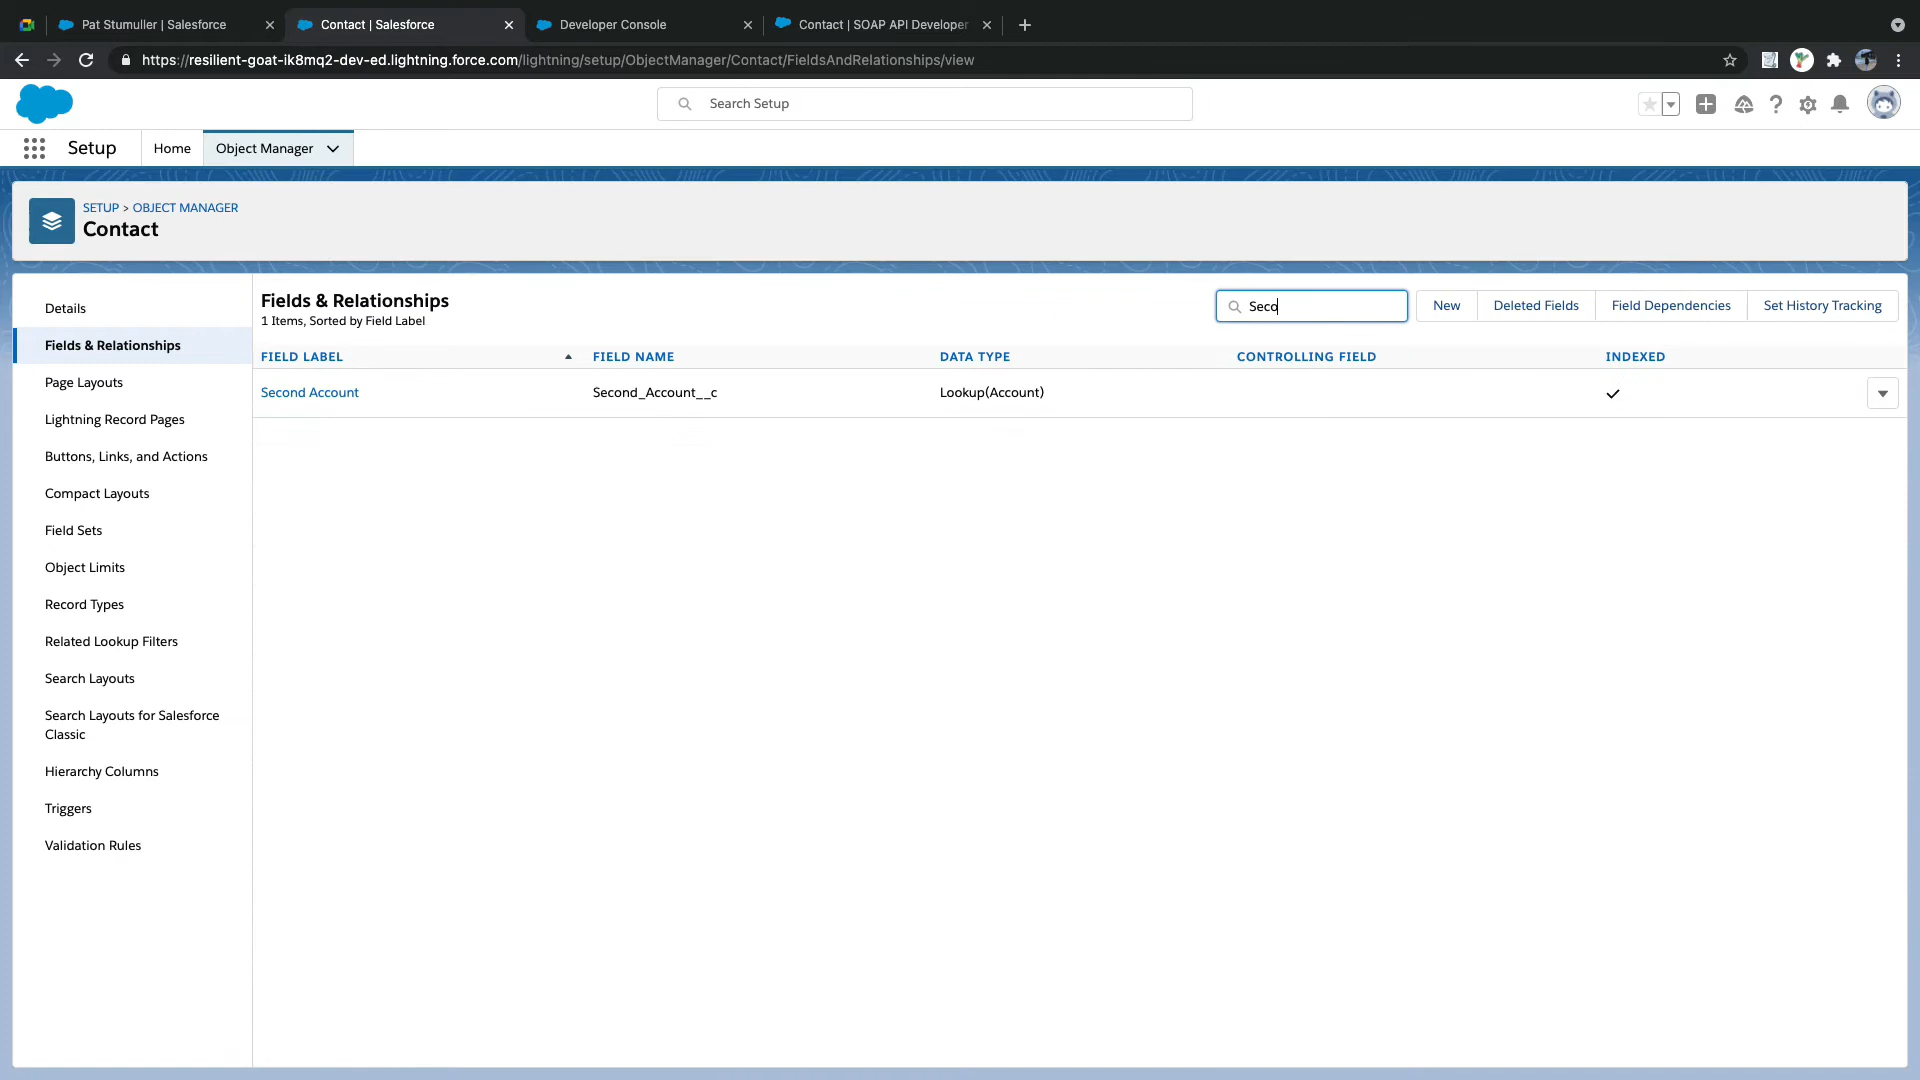 Pat Stumuller | Salesforce
Contact | Salesforce
Developer Console
Contact | SOAP API Developer
https://resilient-goat-ik8mq2-dev-ed.lightning.force.com/lightning/setup/ObjectManager/Contact/FieldsAndRelationships/view
Search Setup
Setup
Home
Object Manager
SETUP > OBJECT MANAGER
Contact
Details
Fields & Relationships
Page Layouts
Lightning Record Pages
Buttons, Links, and Actions
Compact Layouts
Field Sets
Object Limits
Record Types
Related Lookup Filters
Search Layouts
Search Layouts for Salesforce
Classic
Hierarchy Columns
Triggers
Validation Rules
Fields & Relationships
1 Items, Sorted by Field Label
Seco
New
Deleted Fields
Field Dependencies
Set History Tracking
FIELD LABEL
FIELD NAME
DATA TYPE
CONTROLLING FIELD
INDEXED
Second Account
Second_Account__c
Lookup(Account)